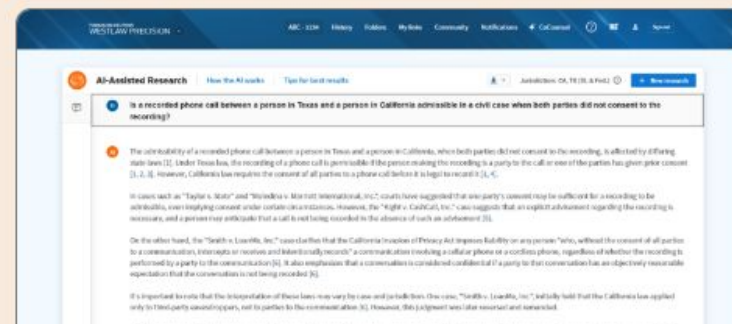 WESTLAW PRECISION
History Folders My links Community Notifications CoCounsel
AI-Assisted Research How the AI works Tips for best results Jurisdiction: CA, TX (St. & Fed.) New research
Is a recorded phone call between a person in Texas and a person in California admissible in a civil case when both parties did not consent to the
recording?
The admissibility of a recorded phone call between a person in Texas and a person in California, when both parties did not consent to the recording, is affected by differing
state laws [1]. Under Texas law, the recording of a phone call is permissible if the person making the recording is a party to the call or one of the parties has given prior consent
[1, 2, 3]. However, California law requires the consent of all parties to a phone call before it is legal to record it [1, 4].
In cases such as "Taylor v. State" and "Moledina v. Marriott International, Inc.", courts have suggested that one party's consent may be sufficient for a recording to be
admissible, even implying consent under certain circumstances. However, the "Kight v. CashCall, Inc." case suggests that an explicit advisement regarding the recording is
necessary, and a person may anticipate that a call is not being recorded in the absence of such an advisement [5].
On the other hand, the "Smith v. LoanMe, Inc." case clarifies that the California Invasion of Privacy Act imposes liability on any person "who, without the consent of all parties
to a communication, intercepts or receives and intentionally records" a communication involving a cellular phone or a cordless phone, regardless of whether the recording is
performed by a party to the communication [6]. It also emphasizes that a conversation is considered confidential if a party to that conversation has an objectively reasonable
expectation that the conversation is not being recorded [6].
It's important to note that the interpretation of these laws may vary by case and jurisdiction. One case, "Smith v. LoanMe, Inc.", initially held that the California law applied
only to third-party eavesdroppers, not to parties to the communication [6]. However, this judgment was later reversed and remanded.